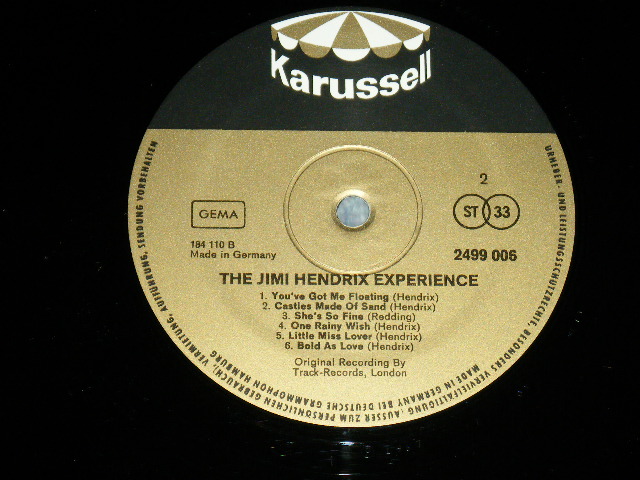 Karussell
GEMA
184 110 B
Made in Germany
2
ST 33
2499 006
THE JIMI HENDRIX EXPERIENCE
1. You've Got Me Floating (Hendrix)
2. Castles Made Of Sand (Hendrix)
3. She's So Fine (Redding)
4. One Rainy Wish (Hendrix)
5. Little Miss Lover (Hendrix)
6. Bold As Love (Hendrix)
Original Recording By
Track-Records, London
URHEBER- UND LEISTUNGSSCHUTZRECHTE, BESONDERS VERVIELFÄLTIGUNG (AUSSER ZUM PERSÖNLICHEN GEBRAUCH), VERMIETUNG, AUFFÜHRUNG, SENDUNG VORBEHALTEN
MADE IN GERMANY BEI DEUTSCHE GRAMMOPHON HAMBURG